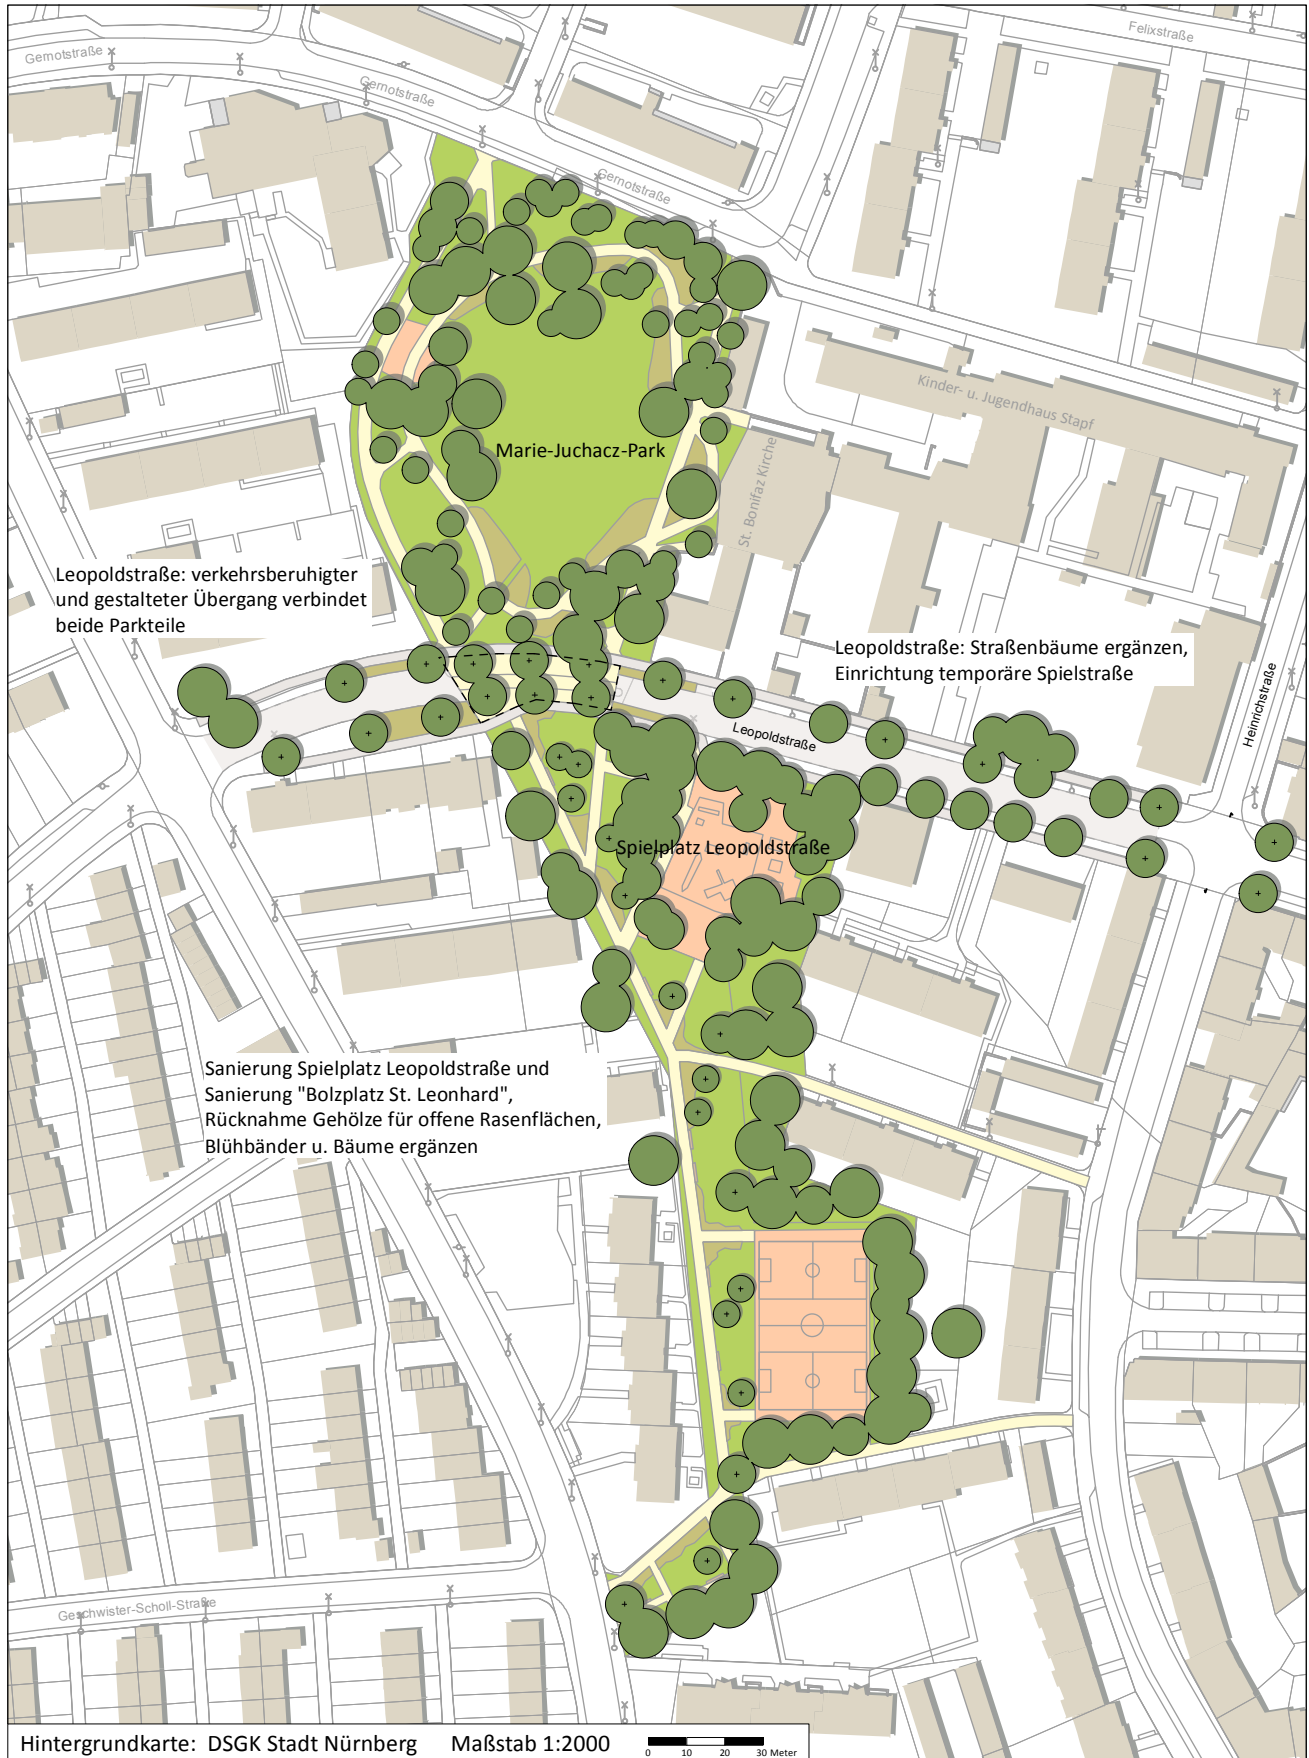 Felixstraße
Gernotstraße
Gernotstraße
Gernotstraße
Kinder- u. Jugendhaus Stapf
Marie-Juchacz-Park
St. Bonifaz Kirche
Leopoldstraße: verkehrsberuhigter
und gestalteter Übergang verbindet
beide Parkteile
Leopoldstraße: Straßenbäume ergänzen,
Einrichtung temporäre Spielstraße
Heinrichstraße
Leopoldstraße
Spielplatz Leopoldstraße
Sanierung Spielplatz Leopoldstraße und
Sanierung "Bolzplatz St. Leonhard",
Rücknahme Gehölze für offene Rasenflächen,
Blühbänder u. Bäume ergänzen
Geschwister-Scholl-Straße
Hintergrundkarte: DSGK Stadt Nürnberg Maßstab 1:2000
0 10 20 30 Meter